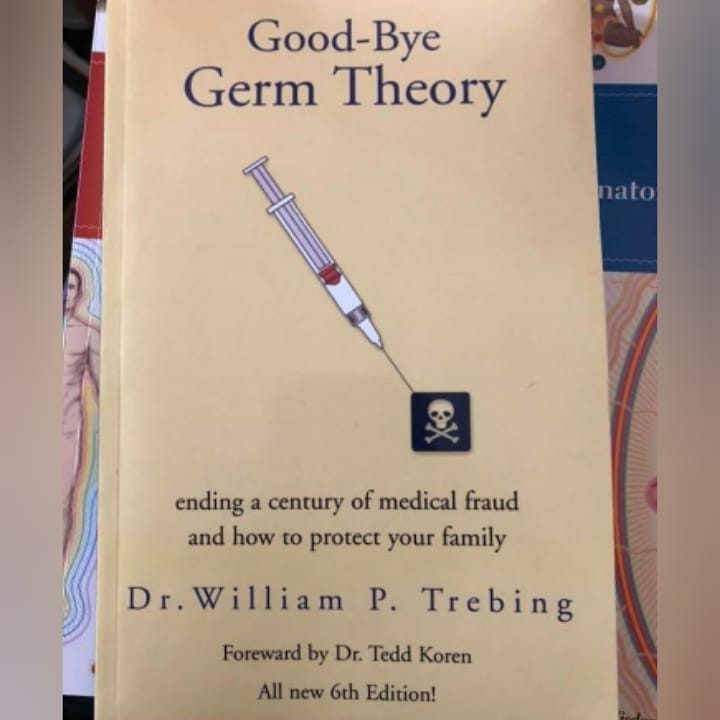 Good-Bye
Germ Theory
nato
ending a century of medical fraud
and how to protect your family
Dr. William P. Trebing
Foreward by Dr. Tedd Koren
All new 6th Edition!